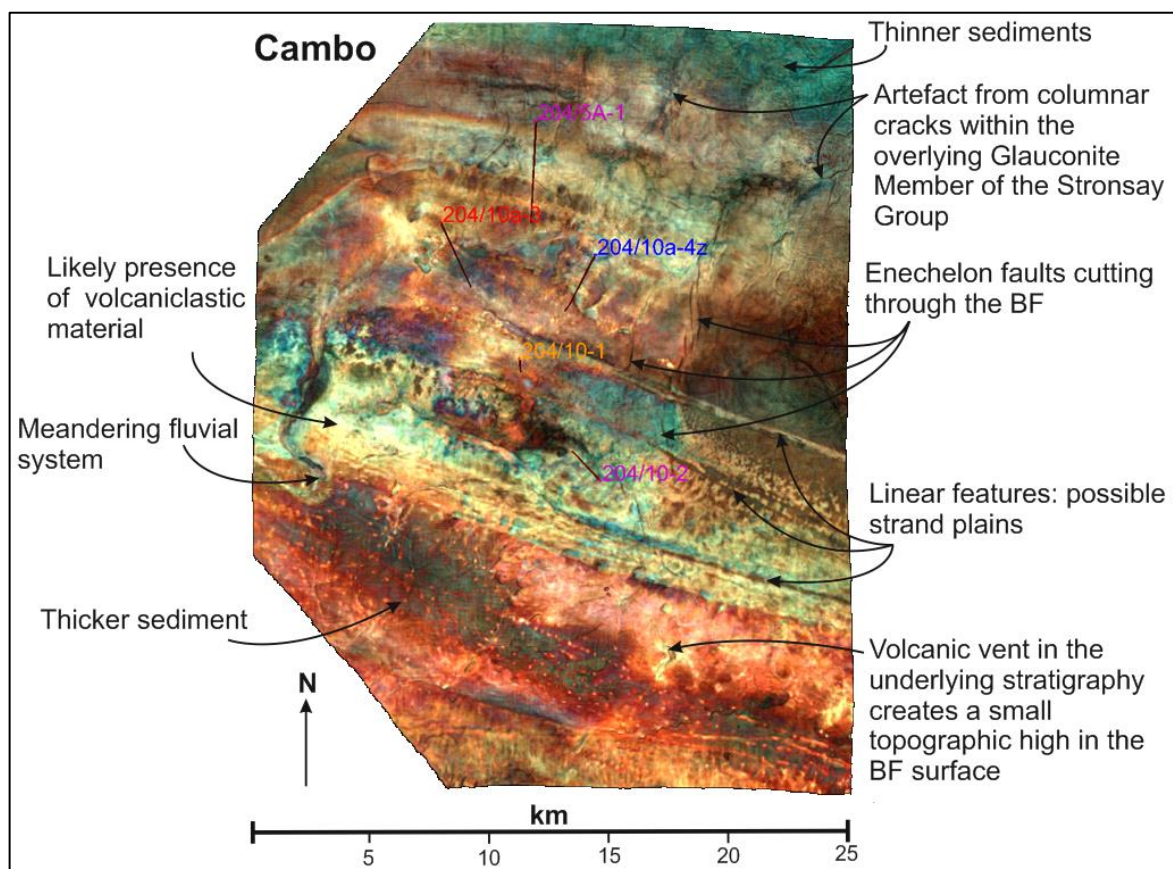 Cambo
Thinner sediments
Artefact from columnar
cracks within the
overlying Glauconite
Member of the Stronsay
Group
204/5A-1
204/10a-3
204/10a-4z
Likely presence
of volcaniclastic
material
Enechelon faults cutting
through the BF
204/10-1
Meandering fluvial
system
204/10-2
Linear features: possible
strand plains
Thicker sediment
Volcanic vent in the
underlying stratigraphy
creates a small
topographic high in the
BF surface
N
km
5
10
15
20
25